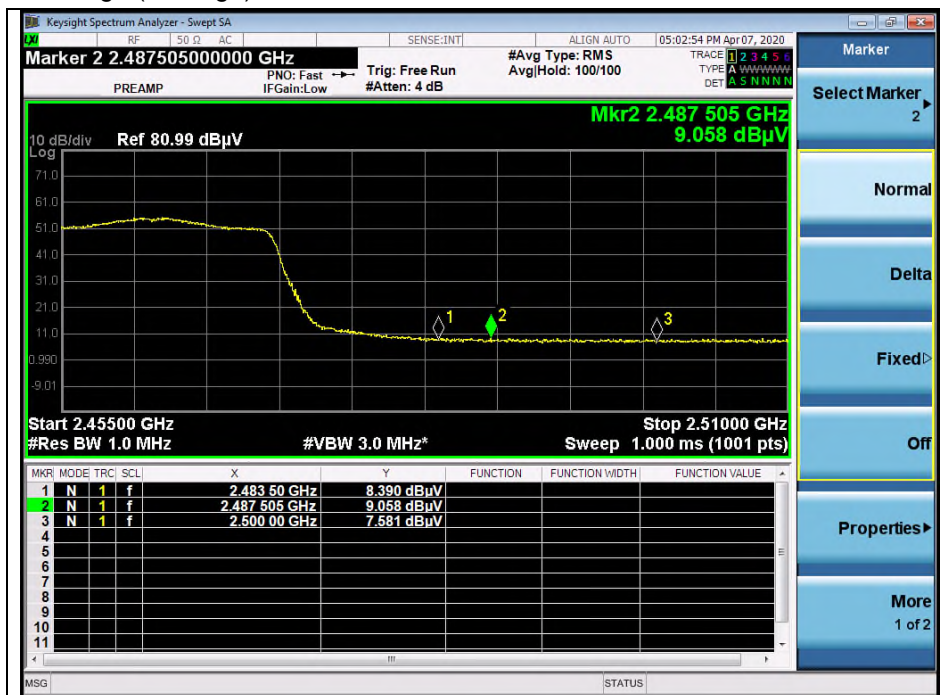 Keysight Spectrum Analyzer - Swept SA
LXI RF 50 Ω AC SENSE:INT ALIGN AUTO 05:02:54 PM Apr 07, 2020
Marker 2 2.487505000000 GHz
PREAMP
PNO: Fast
IFGain:Low
Trig: Free Run
#Atten: 4 dB
#Avg Type: RMS
Avg|Hold: 100/100
TRACE 1 2 3 4 5 6
TYPE A WWWWW
DET A S N N N N
Mkr2 2.487 505 GHz
9.058 dBµV
10 dB/div Ref 80.99 dBµV
Log
71.0
61.0
51.0
41.0
31.0
21.0
11.0
0.990
-9.01
1
2
3
Start 2.45500 GHz Stop 2.51000 GHz
#Res BW 1.0 MHz #VBW 3.0 MHz* Sweep 1.000 ms (1001 pts)
MKR MODE TRC SCL X Y FUNCTION FUNCTION WIDTH FUNCTION VALUE
1 N 1 f 2.483 50 GHz 8.390 dBµV
2 N 1 f 2.487 505 GHz 9.058 dBµV
3 N 1 f 2.500 00 GHz 7.581 dBµV
4
5
6
7
8
9
10
11
MSG STATUS
Marker
Select Marker
2
Normal
Delta
Fixed
Off
Properties
More
1 of 2